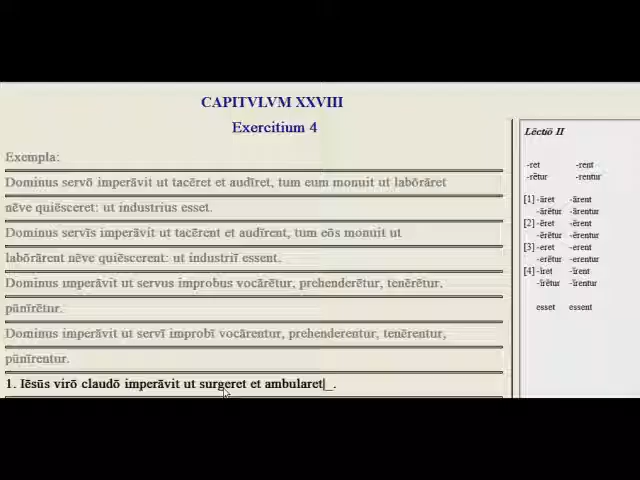 CAPITVLVM XXVIII
Exercitium 4
Exempla:
Dominus servō imperāvit ut tacēret et audīret, tum eum monuit ut labōrāret
nēve quiēsceret: ut industrius esset.
Dominus servīs imperāvit ut tacērent et audīrent, tum eōs monuit ut
labōrārent nēve quiēscerent: ut industriī essent.
Dominus imperāvit ut servus improbus vocārētur, prehenderētur, tenērētur,
pūnīrētur.
Dominus imperāvit ut servī improbī vocārentur, prehenderentur, tenērentur,
pūnīrentur.
1. Iēsūs virō claudō imperāvit ut surgeret et ambularet_.
Lēctiō II
-ret -rent
-rētur -rentur
[1] -āret -ārent
-ārētur -ārentur
[2] -ēret -ērent
-ērētur -ērentur
[3] -eret -erent
-erētur -erentur
[4] -īret -īrent
-īrētur -īrentur
esset essent